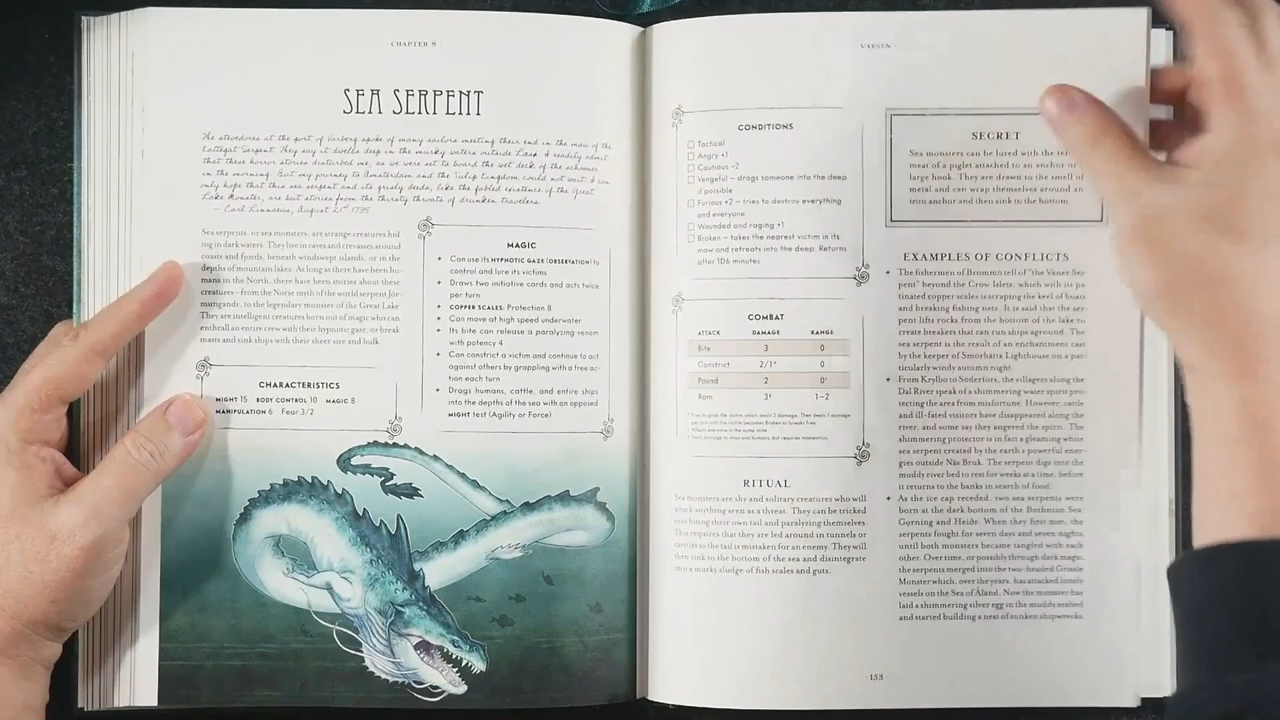 CHAPTER 8
SEA SERPENT
The stevedores at the port of Varberg spoke of many sailors meeting their end in the maw of the
Kattegat Serpent. They say it dwells deep in the murky waters outside Læsø. I readily admit
that these horror stories disturbed me, as we were set to board the wet deck of the schooner
in the morning. But my journey to Amsterdam and the Tulip Kingdom could not wait. I can
only hope that this sea serpent and its grisly deeds, like the fabled existence of the Great
Lake Monster, are but stories from the thirsty throats of drunken travelers.
– Carl Linnaeus, August 21st 1735
Sea serpents, or sea monsters, are strange creatures hid-
ing in dark waters. They live in caves and crevasses around
coasts and fjords, beneath windswept islands, or in the
depths of mountain lakes. As long as there have been hu-
mans in the North, there have been stories about these
creatures – from the Norse myth of the world serpent Jör-
mungande, to the legendary monster of the Great Lake
They are intelligent creatures born out of magic who can
enthrall an entire crew with their hypnotic gaze, or break
masts and sink ships with their sheer size and bulk.
CHARACTERISTICS
MIGHT 15 BODY CONTROL 10 MAGIC 8
MANIPULATION 6 Fear 3/2
MAGIC
✦ Can use its HYPNOTIC GAZE (OBSERVATION) to
control and lure its victims
✦ Draws two initiative cards and acts twice
per turn
✦ COPPER SCALES: Protection 8
✦ Can move at high speed underwater
✦ Its bite can release a paralyzing venom
with potency 4
✦ Can constrict a victim and continue to act
against others by grappling with a free ac-
tion each turn
✦ Drags humans, cattle, and entire ships
into the depths of the sea with an opposed
MIGHT test (Agility or Force)
VAESEN
CONDITIONS
☐ Tactical
☐ Angry +1
☐ Cautious –2
☐ Vengeful – drags someone into the deep
if possible
☐ Furious +2 – tries to destroy everything
and everyone
☐ Wounded and raging +1
☐ Broken – takes the nearest victim in its
maw and retreats into the deep. Returns
after 1D6 minutes
COMBAT
ATTACK DAMAGE RANGE
Bite 3 0
Constrict 2/1* 0
Pound 2 0†
Ram 3‡ 1–2
RITUAL
Sea monsters are shy and solitary creatures who will
attack anything seen as a threat. They can be tricked
into biting their own tail and paralyzing themselves.
This requires that they are led around in tunnels or
so the tail is mistaken for an enemy. They will
then sink to the bottom of the sea and disintegrate
into a murky sludge of fish scales and guts.
SECRET
Sea monsters can be lured with the
meat of a piglet attached to an anchor or
large hook. They are drawn to the smell of
metal and can wrap themselves around an
iron anchor and then sink to the bottom.
EXAMPLES OF CONFLICTS
✦ The fishermen of Brommö tell of "the Väner Ser-
pent" beyond the Crow Islets, which with its pa-
tinated copper scales is scraping the keel of boats
and breaking fishing nets. It is said that the ser-
pent lifts rocks from the bottom of the lake to
create breakers that can run ships aground. The
sea serpent is the result of an enchantment cast
by the keeper of Smörhätta Lighthouse on a par-
ticularly windy autumn night.
✦ From Krylbo to Söderfors, the villagers along the
Dal River speak of a shimmering water spirit pro-
tecting the area from misfortune. However, cattle
and ill-fated visitors have disappeared along the
river, and some say they angered the spirit. The
shimmering protector is in fact a gleaming white
sea serpent created by the earth's powerful ener-
gies outside Näs Bruk. The serpent digs into the
muddy river bed to rest for weeks at a time, before
it returns to the banks in search of food.
✦ As the ice cap receded, two sea serpents were
born at the dark bottom of the Bothnian Sea:
Gorning and Heiðe. When they first met, the
serpents fought for seven days and seven nights,
until both monsters became tangled with each
other. Over time, or possibly through dark magic,
the serpents merged into the two-headed Grissle
Monster which, over the years, has attacked lonely
vessels on the Sea of Åland. Now the monster has
laid a shimmering silver egg in the muddy seabed
and started building a nest of sunken shipwrecks.
· 153 ·